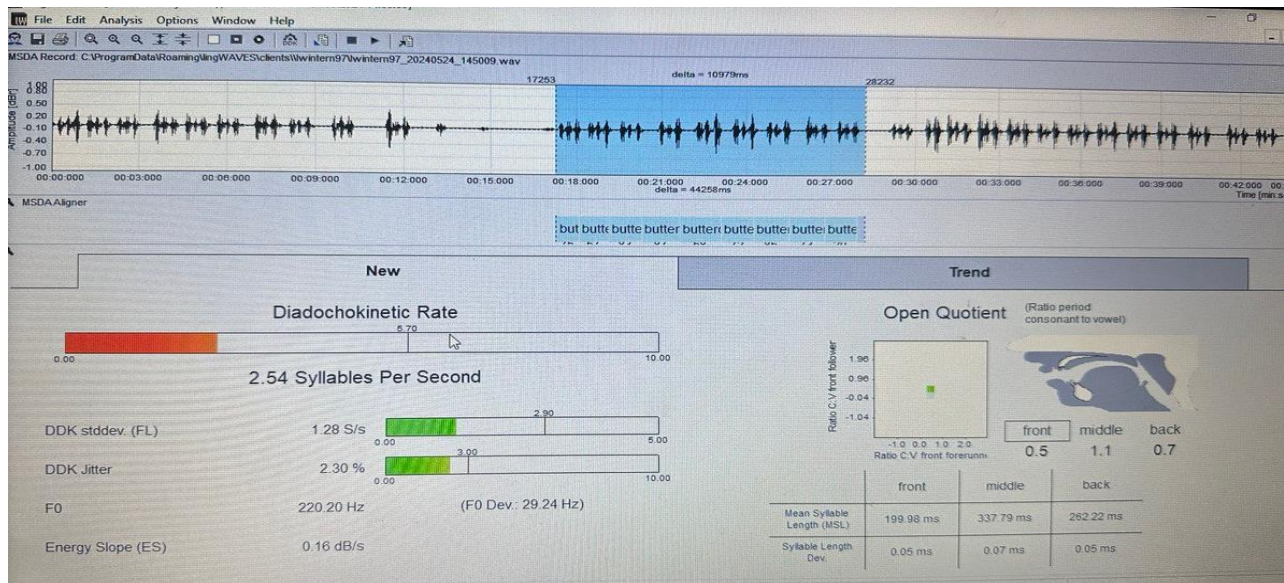 File Edit Analysis Options Window Help
MSDA Record: C:\ProgramData\Roaming\lingWAVES\clients\lwintern97\lwintern97_20240524_145009.wav
17253
delta = 10979ms
28232
Amplitude [dBr]
0.50
0.20
-0.10
-0.40
-0.70
-1.00
00:00:000 00:03:000 00:06:000 00:09:000 00:12:000 00:15:000 00:18:000 00:21:000 00:24:000 00:27:000 00:30:000 00:33:000 00:36:000 00:39:000 00:42:000
delta = 44258ms
MSDA Aligner
but butte butte butter butter butte butte butte butte
New
Trend
Diadochokinetic Rate
5.70
0.00
10.00
2.54 Syllables Per Second
DDK stddev. (FL)
1.28 S/s
2.90
0.00
5.00
DDK Jitter
2.30 %
3.00
0.00
10.00
F0
220.20 Hz
(F0 Dev.: 29.24 Hz)
Energy Slope (ES)
0.16 dB/s
Open Quotient
(Ratio period
consonant to vowel)
Ratio C:V front follower
1.96
0.96
-0.04
-1.04
-1.0 0.0 1.0 2.0
Ratio C:V front forerunn
front middle back
0.5 1.1 0.7
front middle back
Mean Syllable
Length (MSL)
199.98 ms 337.79 ms 262.22 ms
Syllable Length
Dev.
0.05 ms 0.07 ms 0.05 ms